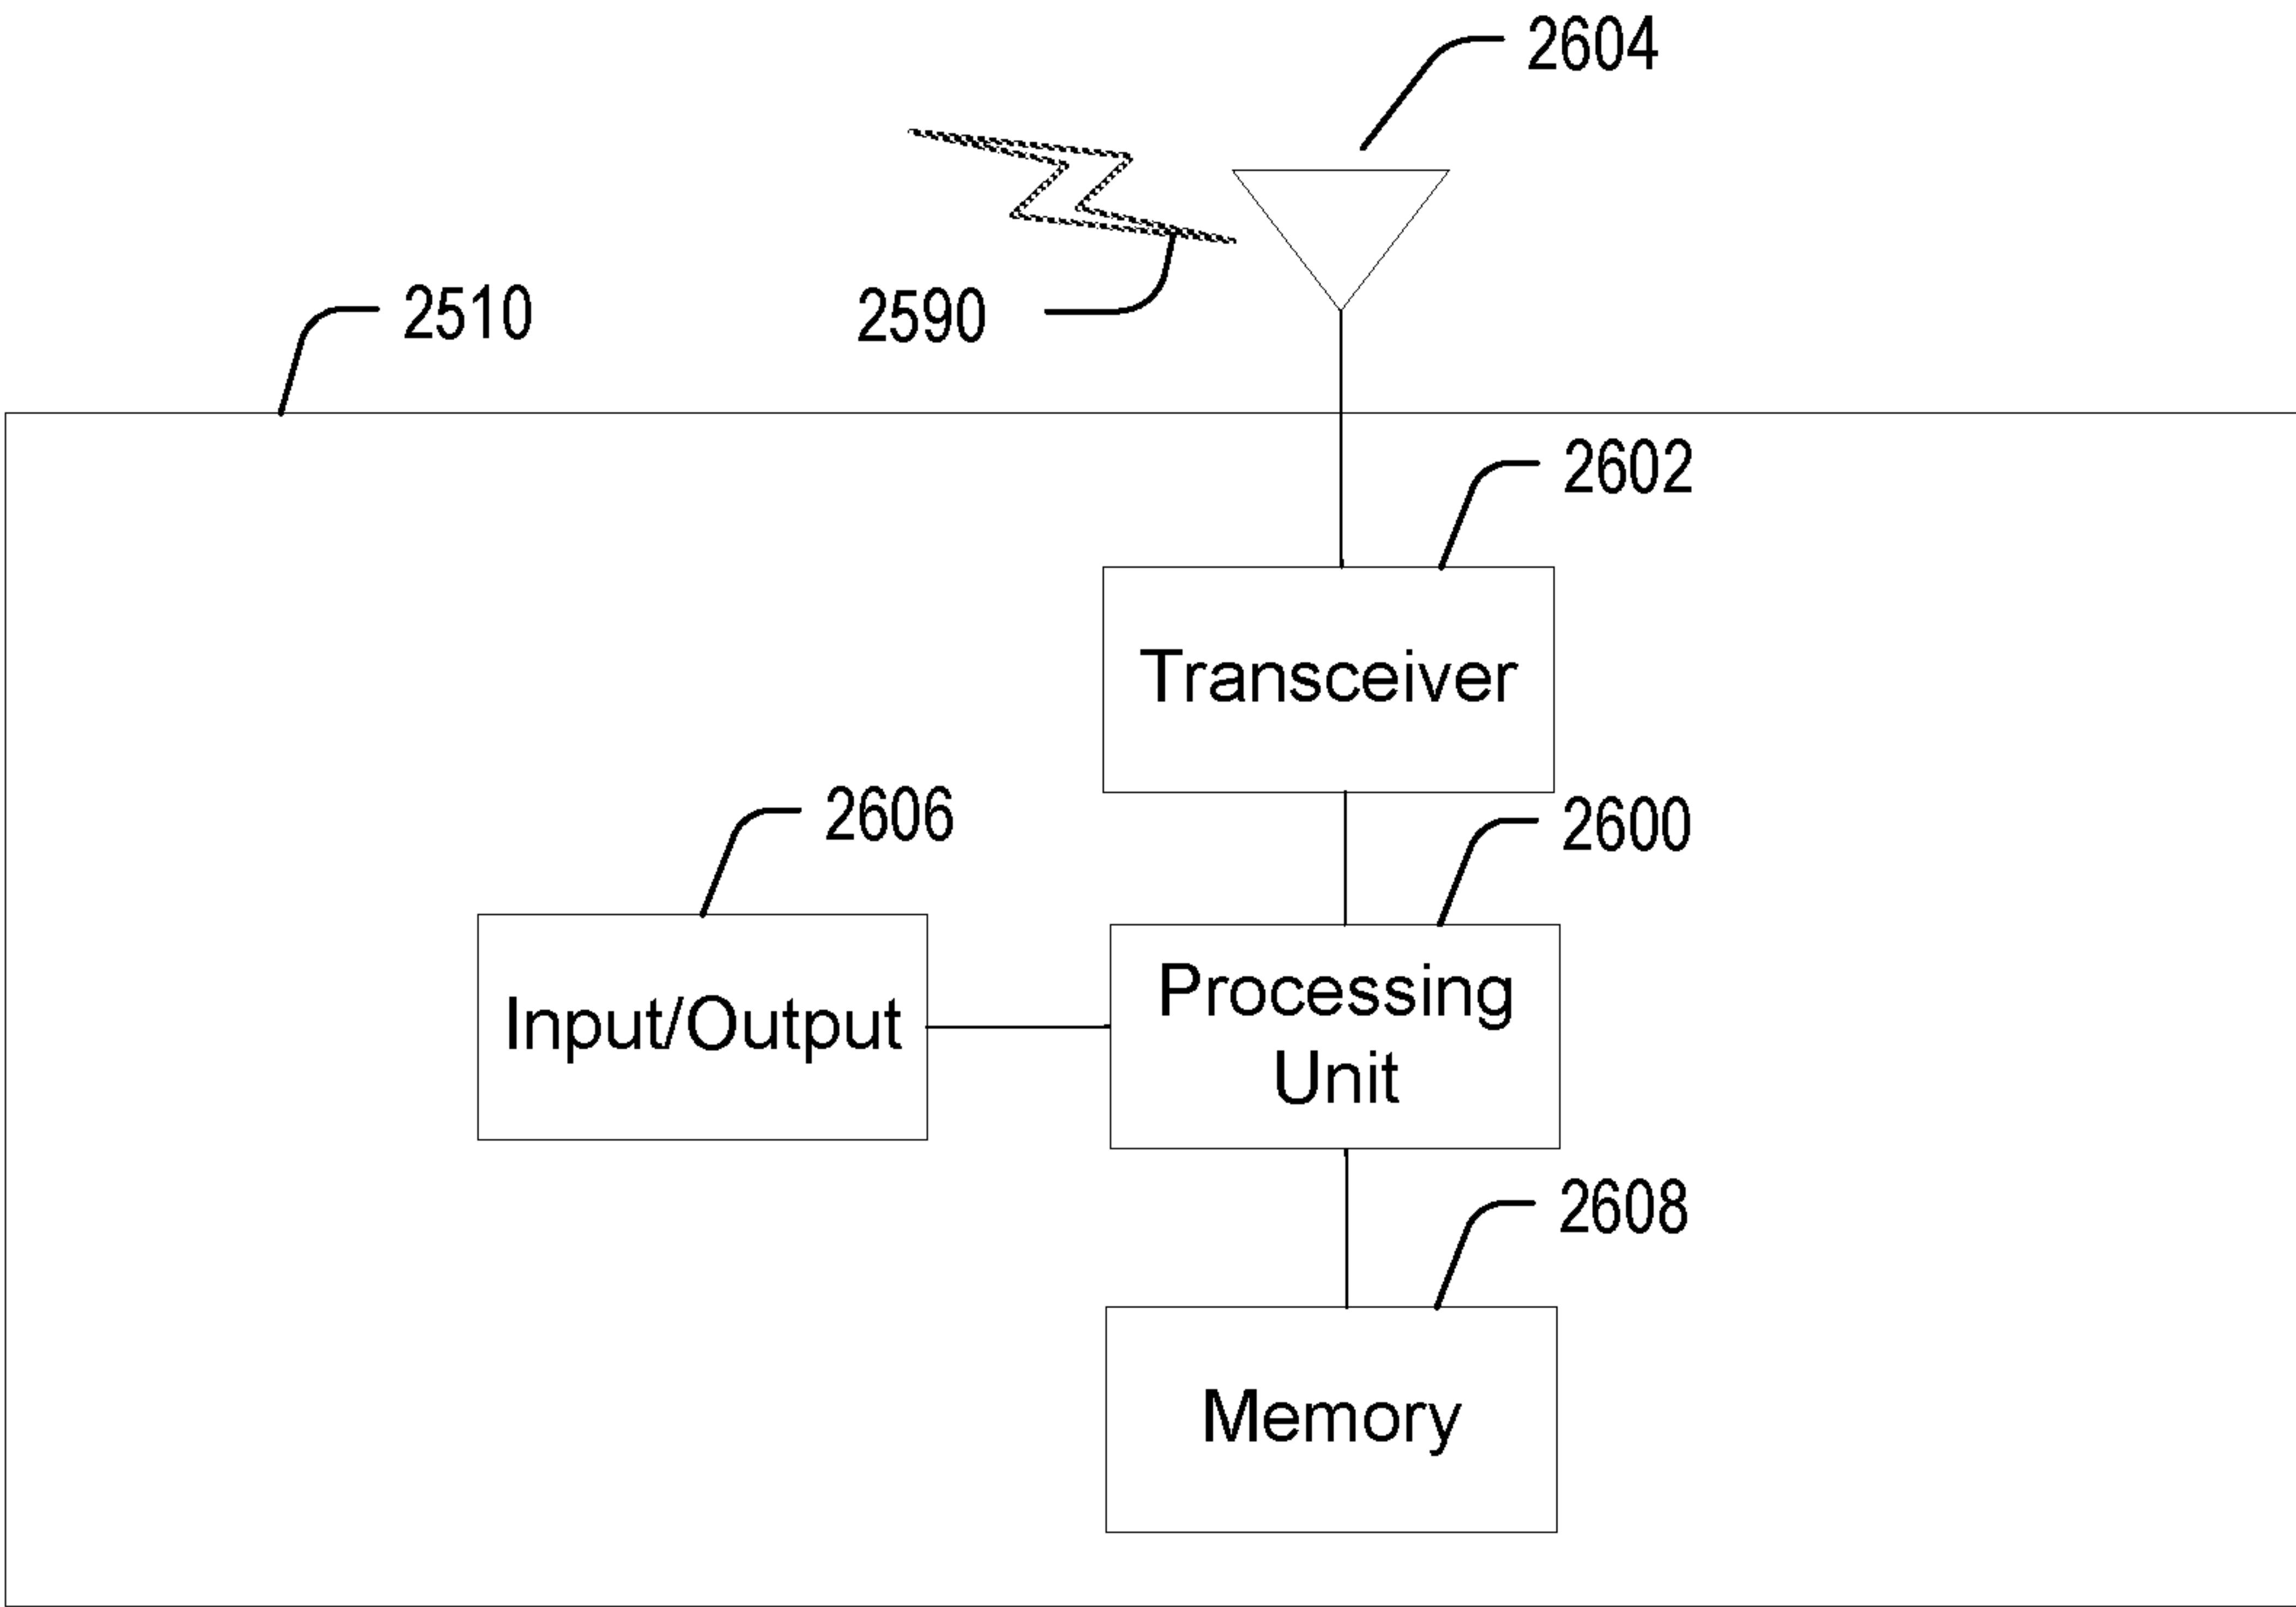 2604
2590
2510
2602
Transceiver
2606
2600
Input/Output
Processing
Unit
2608
Memory